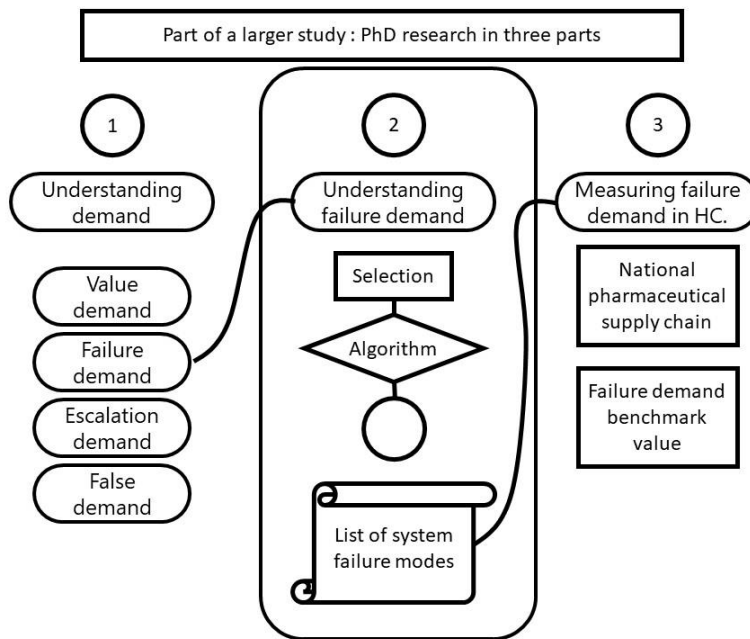 Part of a larger study : PhD research in three parts
1
Understanding
demand
Value
demand
Failure
demand
Escalation
demand
False
demand
2
Understanding
failure demand
Selection
Algorithm
List of system
failure modes
3
Measuring failure
demand in HC.
National
pharmaceutical
supply chain
Failure demand
benchmark
value